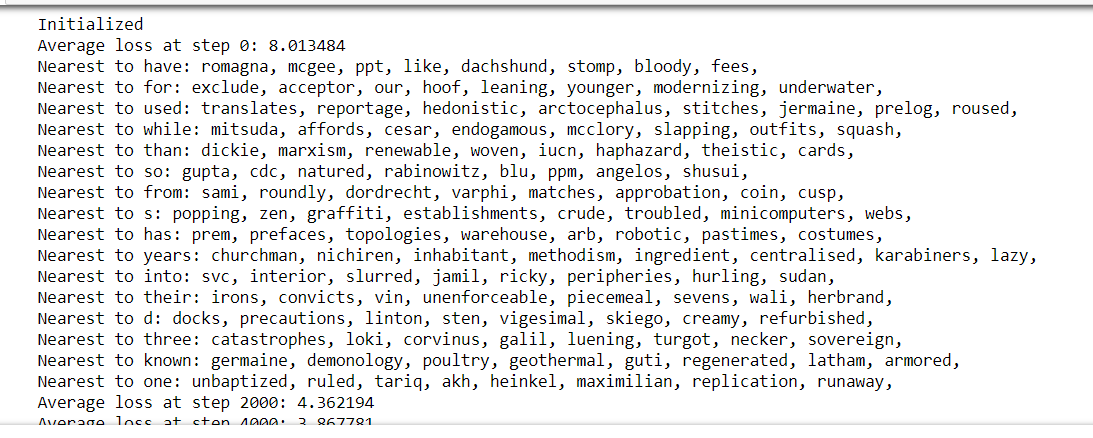 Initialized
Average loss at step 0: 8.013484
Nearest to have: romagna, mcgee, ppt, like, dachshund, stomp, bloody, fees,
Nearest to for: exclude, acceptor, our, hoof, leaning, younger, modernizing, underwater,
Nearest to used: translates, reportage, hedonistic, arctocephalus, stitches, jermaine, prelog, roused,
Nearest to while: mitsuda, affords, cesar, endogamous, mcclory, slapping, outfits, squash,
Nearest to than: dickie, marxism, renewable, woven, iucn, haphazard, theistic, cards,
Nearest to so: gupta, cdc, natured, rabinowitz, blu, ppm, angelos, shusui,
Nearest to from: sami, roundly, dordrecht, varphi, matches, approbation, coin, cusp,
Nearest to s: popping, zen, graffiti, establishments, crude, troubled, minicomputers, webs,
Nearest to has: prem, prefaces, topologies, warehouse, arb, robotic, pastimes, costumes,
Nearest to years: churchman, nichiren, inhabitant, methodism, ingredient, centralised, karabiners, lazy,
Nearest to into: svc, interior, slurred, jamil, ricky, peripheries, hurling, sudan,
Nearest to their: irons, convicts, vin, unenforceable, piecemeal, sevens, wali, herbrand,
Nearest to d: docks, precautions, linton, sten, vigesimal, skiego, creamy, refurbished,
Nearest to three: catastrophes, loki, corvinus, galil, luening, turgot, necker, sovereign,
Nearest to known: germaine, demonology, poultry, geothermal, guti, regenerated, latham, armored,
Nearest to one: unbaptized, ruled, tariq, akh, heinkel, maximilian, replication, runaway,
Average loss at step 2000: 4.362194
Average loss at step 4000: 3.867781